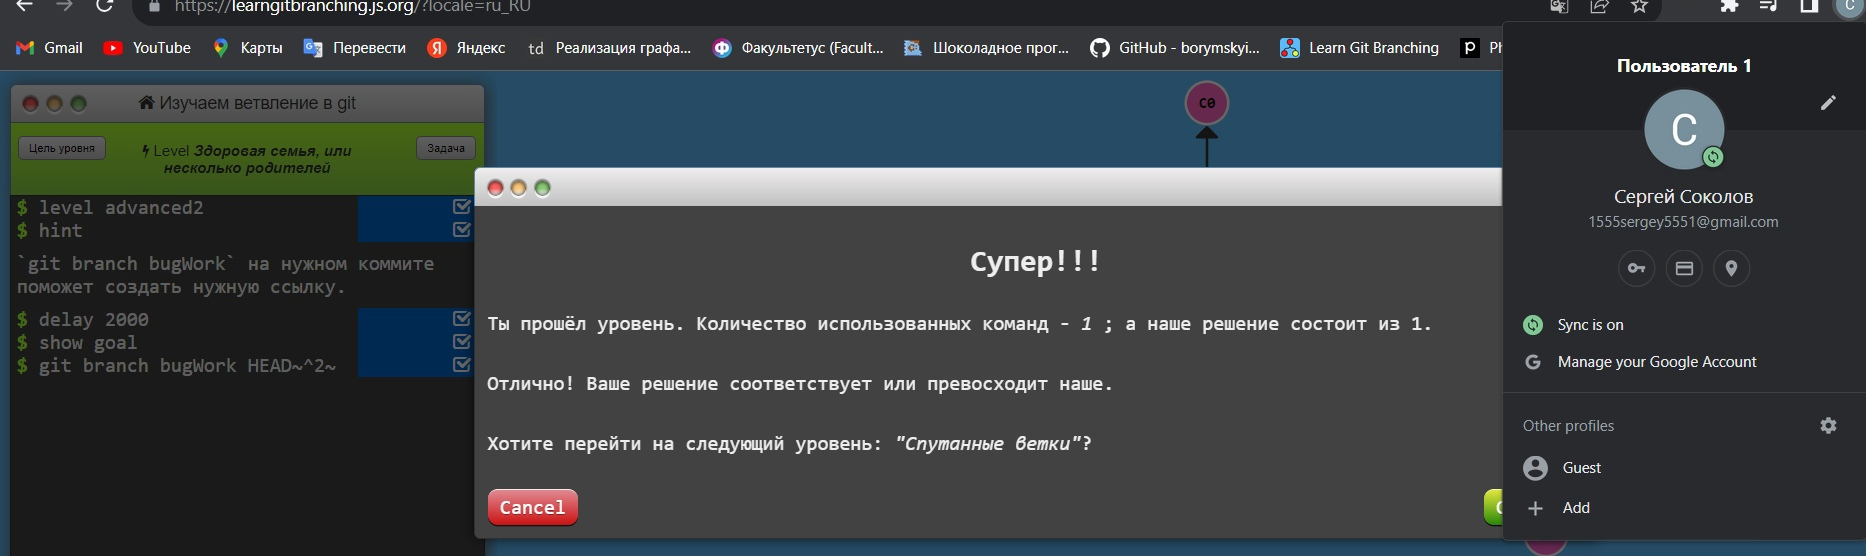 https://learngitbranching.js.org/?locale=ru_RU
C
Gmail
YouTube
Карты
Перевести
Яндекс
td Реализация графа...
Факультетус (Facult...
Шоколадное прог...
GitHub - borymskyi...
Learn Git Branching
p
Изучаем ветвление в git
Цель уровня
Level Здоровая семья, или
несколько родителей
Задача
$ level advanced2
$ hint
`git branch bugWork` на нужном коммите
поможет создать нужную ссылку.
$ delay 2000
$ show goal
$ git branch bugWork HEAD~^2~
C0
Супер!!!
Ты прошёл уровень. Количество использованных команд - 1 ; а наше решение состоит из 1.
Отлично! Ваше решение соответствует или превосходит наше.
Хотите перейти на следующий уровень: "Спутанные ветки"?
Cancel
Пользователь 1
C
Сергей Соколов
1555sergey5551@gmail.com
Sync is on
G Manage your Google Account
Other profiles
Guest
Add